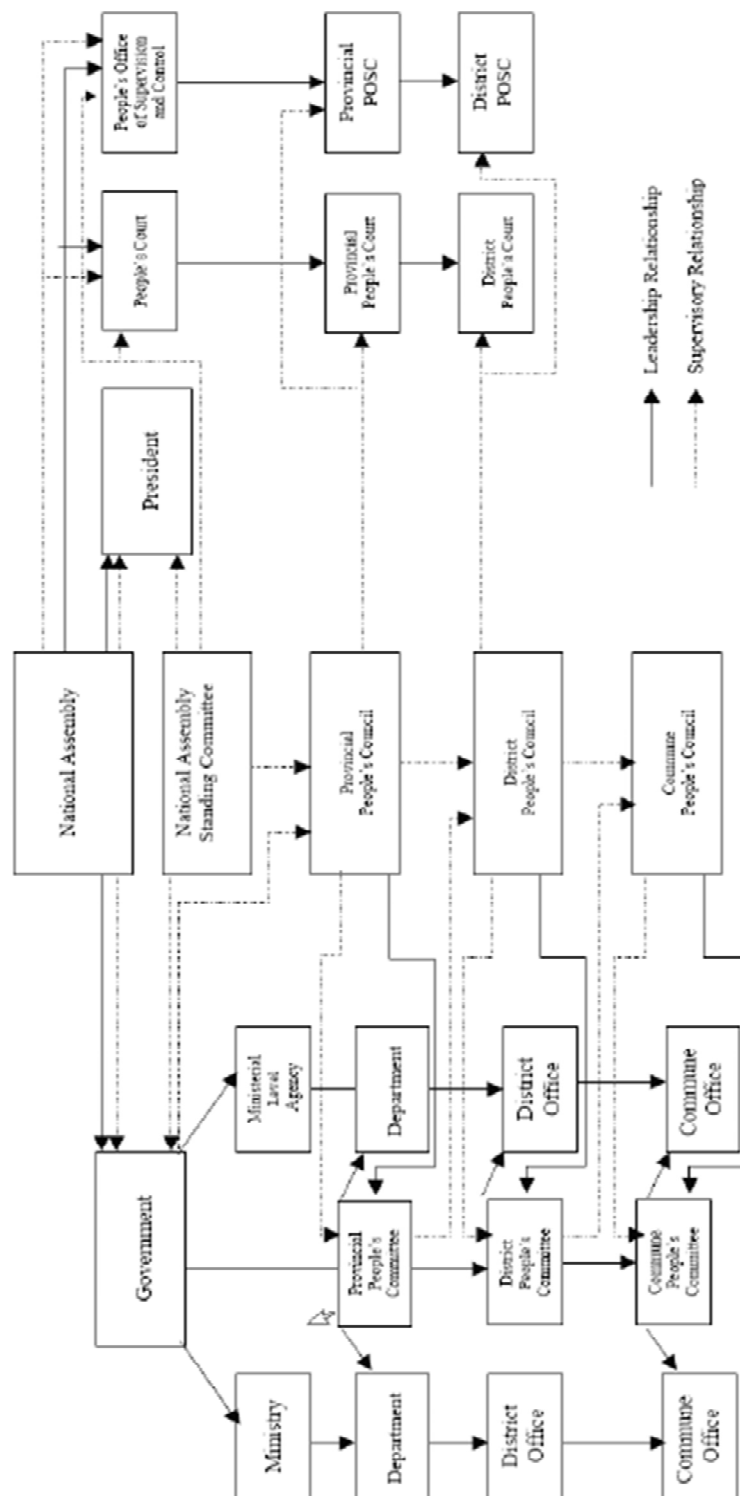 National Assembly
National Assembly
Standing Committee
Government
President
People's Court
People's Office
of Supervision
and Control
Ministry
Ministerial
Level
Agency
Provincial
People's Council
Provincial
People's Court
Provincial
POSC
Department
Provincial
People's
Committee
Department
District
People's Council
District
People's Court
District
POSC
District
Office
District
People's
Committee
District
Office
Commune
People's Council
Commune
Office
Commune
People's
Committee
Commune
Office
Leadership Relationship
Supervisory Relationship